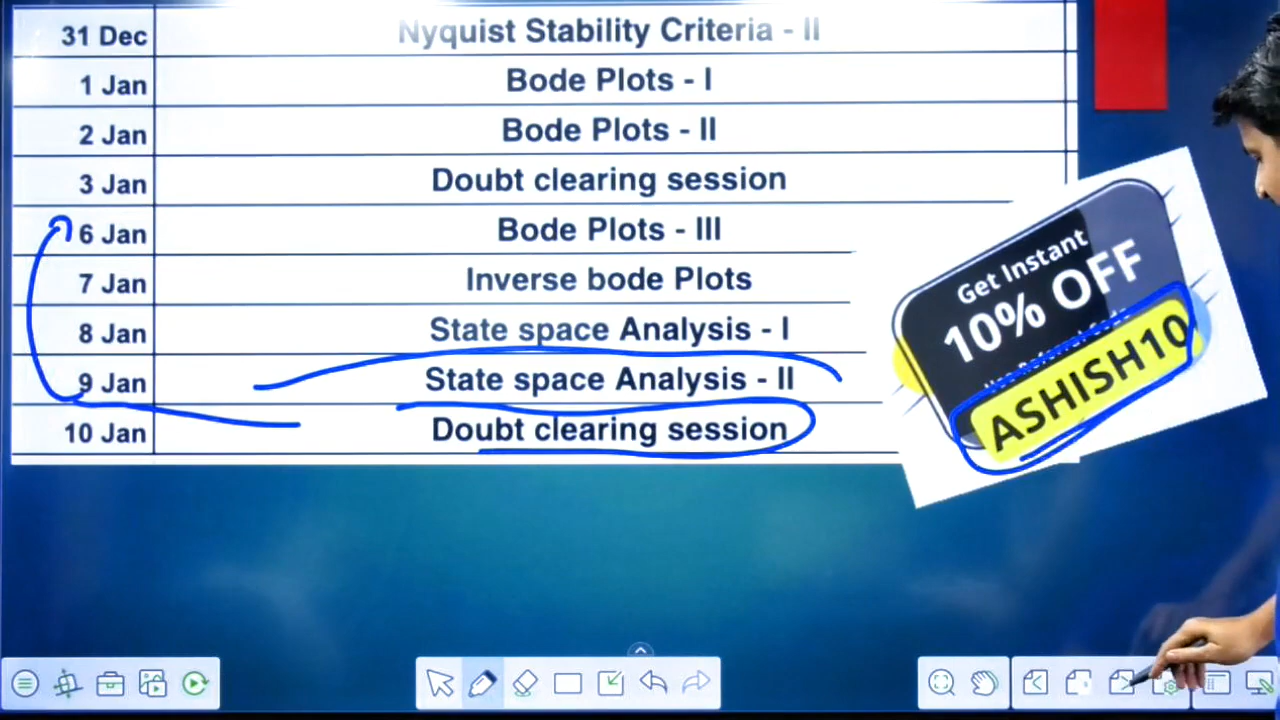 31 Dec Nyquist Stability Criteria - II
1 Jan Bode Plots - I
2 Jan Bode Plots - II
3 Jan Doubt clearing session
6 Jan Bode Plots - III
7 Jan Inverse bode Plots
8 Jan State space Analysis - I
9 Jan State space Analysis - II
10 Jan Doubt clearing session
Get Instant
10% OFF
ASHISH10